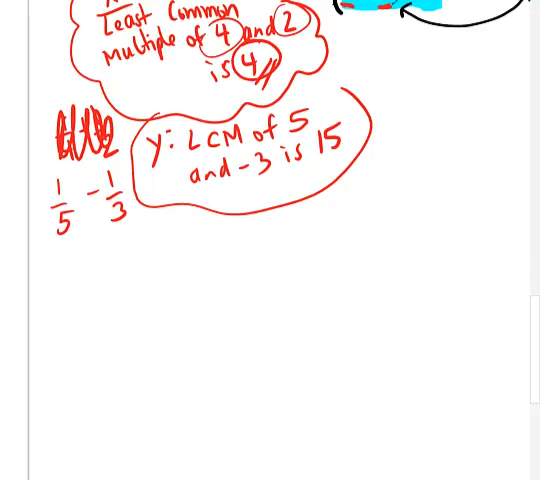 Least Common
Multiple of 4 and 2
is 4
y: LCM of 5
and -3 is 15
1/5 - 1/3